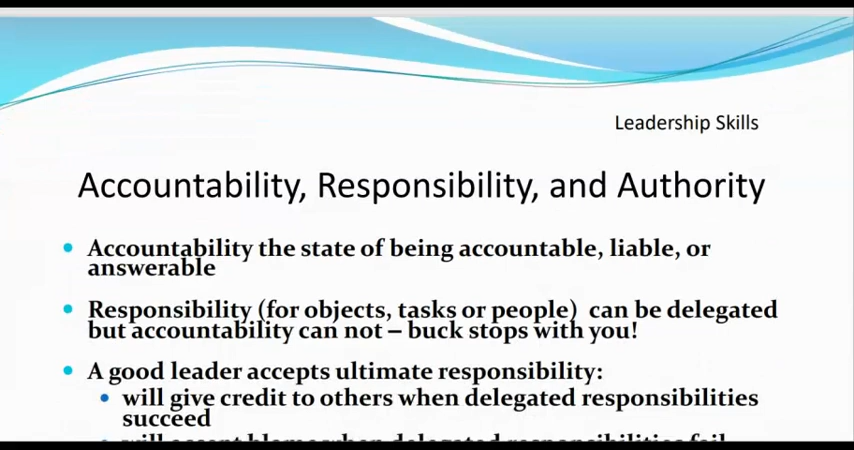 Leadership Skills
Accountability, Responsibility, and Authority
Accountability the state of being accountable, liable, or
answerable
Responsibility (for objects, tasks or people)  can be delegated
but accountability can not – buck stops with you!
A good leader accepts ultimate responsibility:
will give credit to others when delegated responsibilities
succeed
will accept blame when delegated responsibilities fail